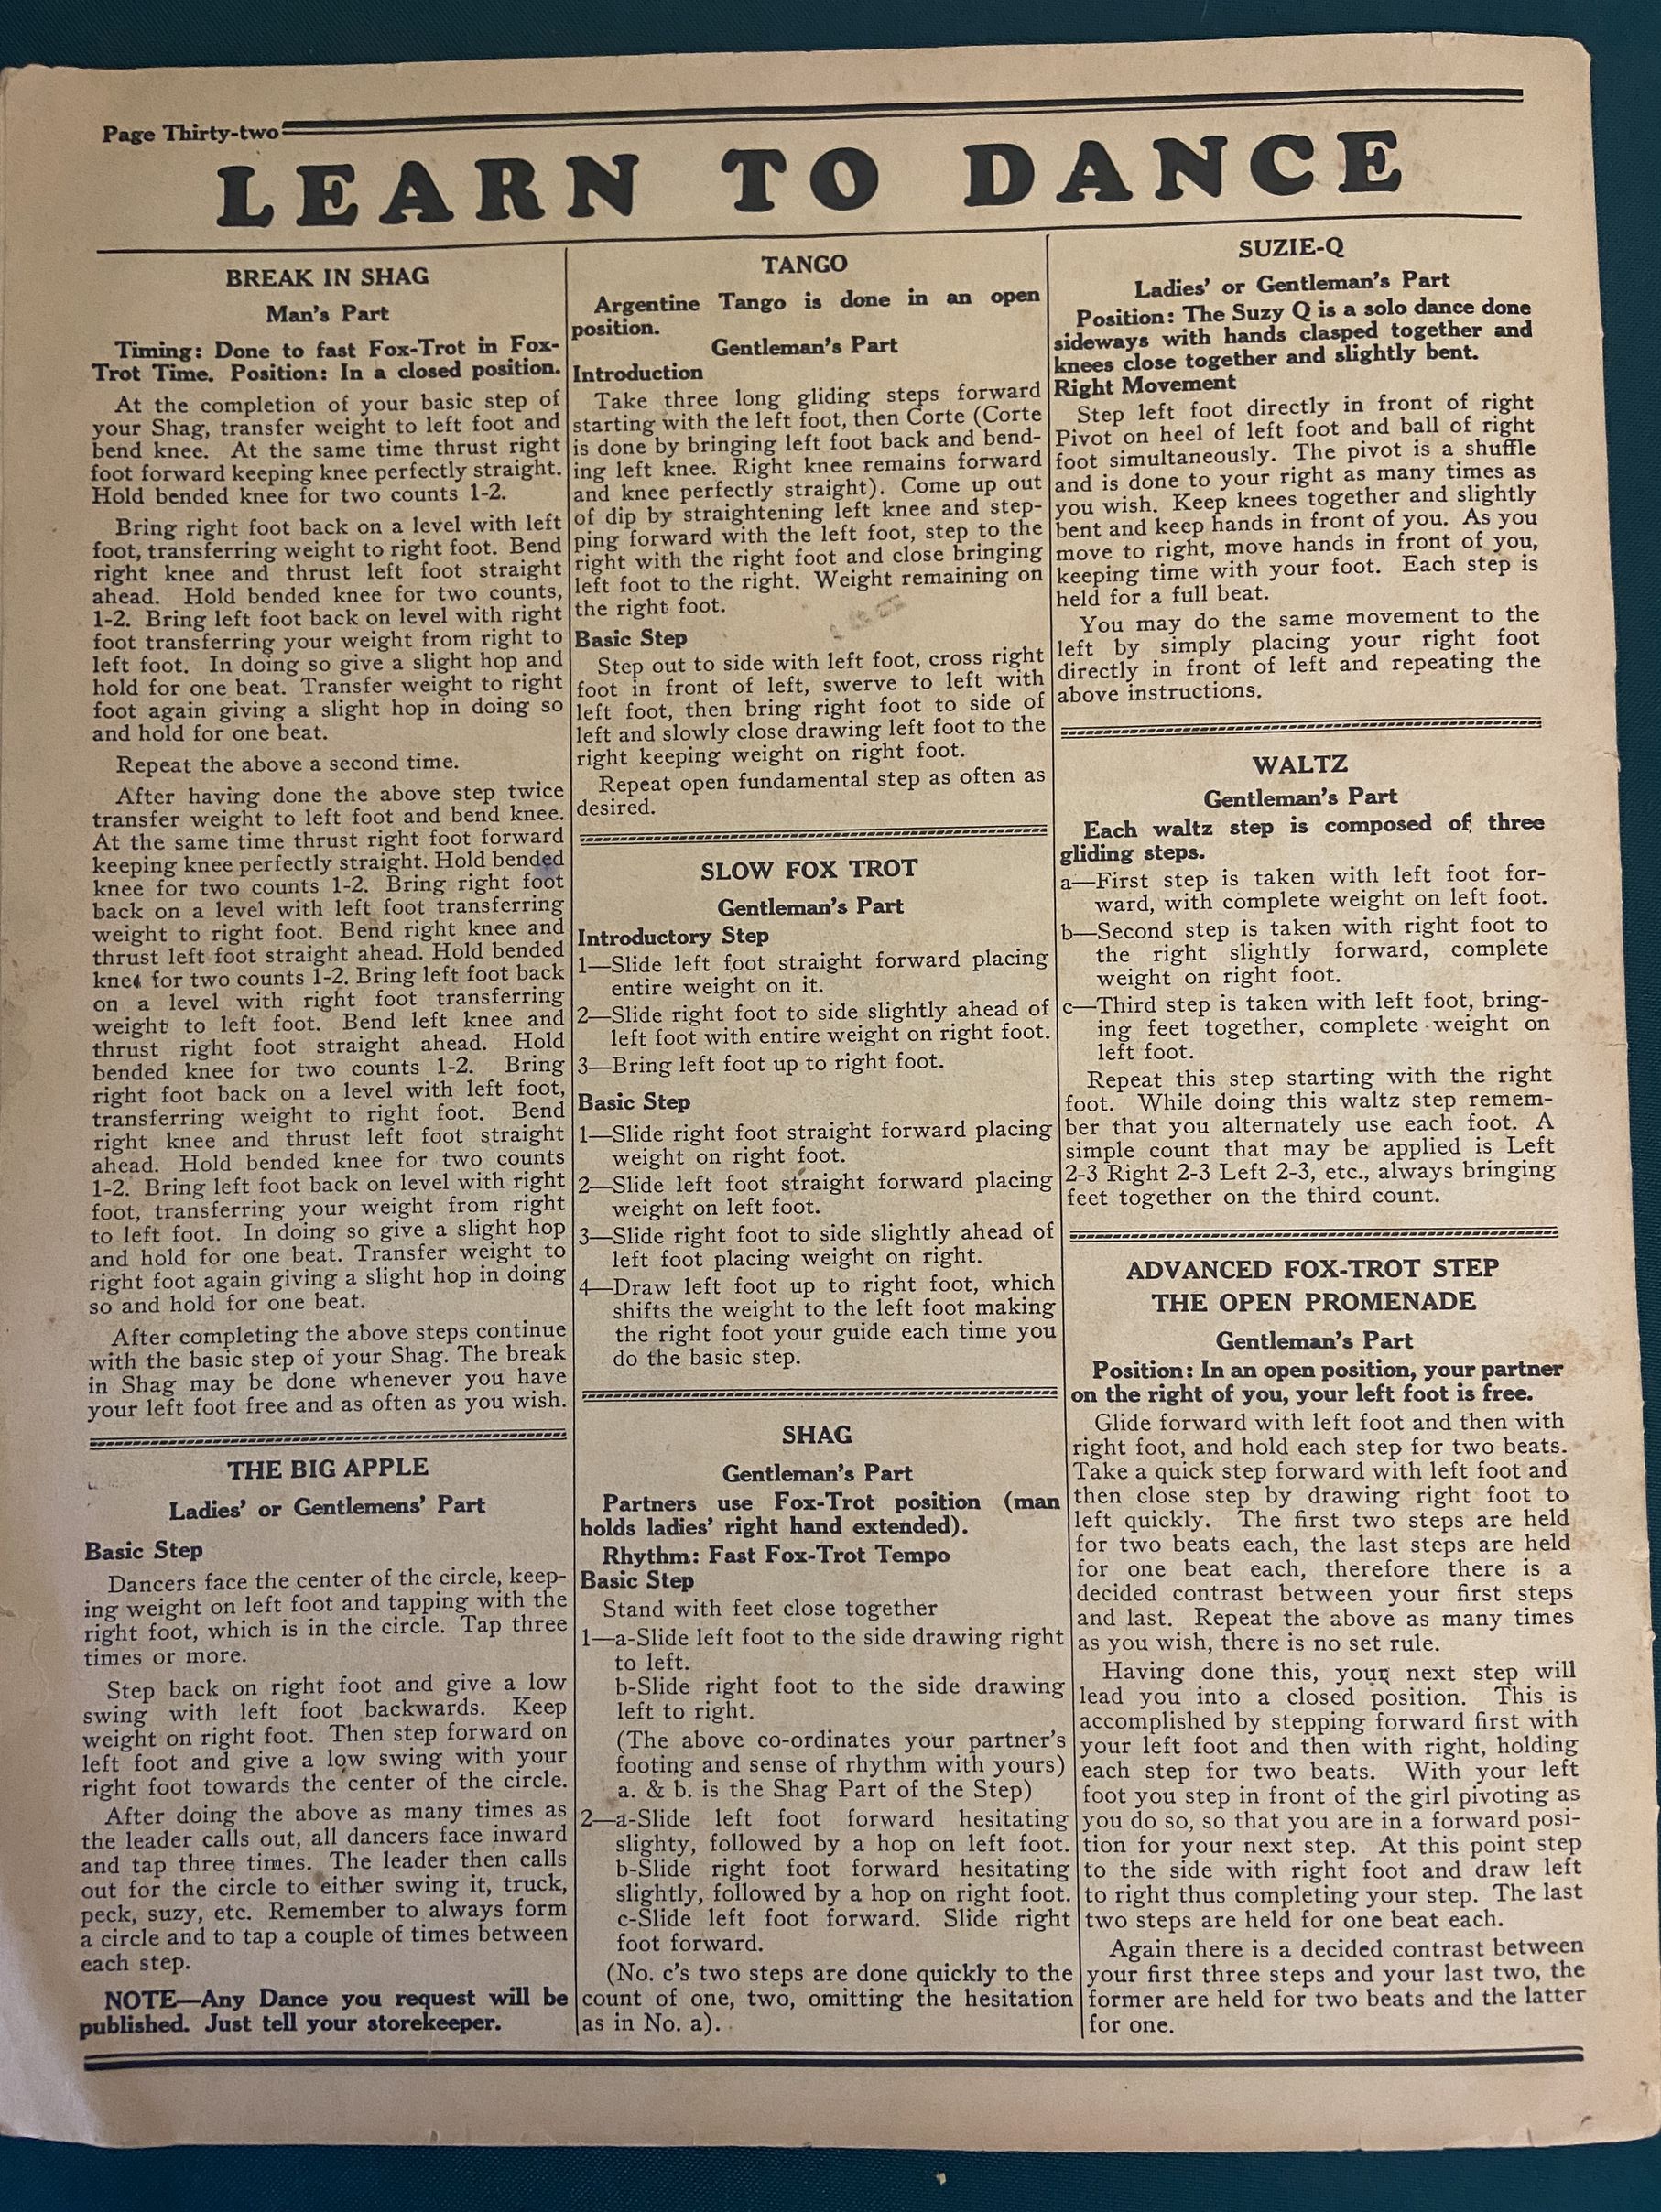 Page Thirty-two
LEARN TO DANCE
BREAK IN SHAG
Man's Part
Timing: Done to fast Fox-Trot in Fox-
Trot Time. Position: In a closed position.
At the completion of your basic step of
your Shag, transfer weight to left foot and
bend knee. At the same time thrust right
foot forward keeping knee perfectly straight.
Hold bended knee for two counts 1-2.
Bring right foot back on a level with left
foot, transferring weight to right foot. Bend
right knee and thrust left foot straight
ahead. Hold bended knee for two counts,
1-2. Bring left foot back on level with right
foot transferring your weight from right to
left foot. In doing so give a slight hop and
hold for one beat. Transfer weight to right
foot again giving a slight hop in doing so
and hold for one beat.
Repeat the above a second time.
After having done the above step twice
transfer weight to left foot and bend knee.
At the same time thrust right foot forward
keeping knee perfectly straight. Hold bended
knee for two counts 1-2. Bring right foot
back on a level with left foot transferring
weight to right foot. Bend right knee and
thrust left foot straight ahead. Hold bended
knee for two counts 1-2. Bring left foot back
on a level with right foot transferring
weight to left foot. Bend left knee and
thrust right foot straight ahead. Hold
bended knee for two counts 1-2. Bring
right foot back on a level with left foot,
transferring weight to right foot. Bend
right knee and thrust left foot straight
ahead. Hold bended knee for two counts
1-2. Bring left foot back on level with right
foot, transferring your weight from right
to left foot. In doing so give a slight hop
and hold for one beat. Transfer weight to
right foot again giving a slight hop in doing
so and hold for one beat.
After completing the above steps continue
with the basic step of your Shag. The break
in Shag may be done whenever you have
your left foot free and as often as you wish.
THE BIG APPLE
Ladies' or Gentlemens' Part
Basic Step
Dancers face the center of the circle, keep-
ing weight on left foot and tapping with the
right foot, which is in the circle. Tap three
times or more.
Step back on right foot and give a low
swing with left foot backwards. Keep
weight on right foot. Then step forward on
left foot and give a low swing with your
right foot towards the center of the circle.
After doing the above as many times as
the leader calls out, all dancers face inward
and tap three times. The leader then calls
out for the circle to either swing it, truck,
peck, suzy, etc. Remember to always form
a circle and to tap a couple of times between
each step.
NOTE—Any Dance you request will be
published. Just tell your storekeeper.
TANGO
Argentine Tango is done in an open
position.
Gentleman's Part
Introduction
Take three long gliding steps forward
starting with the left foot, then Corte (Corte
is done by bringing left foot back and bend-
ing left knee. Right knee remains forward
and knee perfectly straight). Come up out
of dip by straightening left knee and step-
ping forward with the left foot, step to the
right with the right foot and close bringing
left foot to the right. Weight remaining on
the right foot.
Basic Step
Step out to side with left foot, cross right
foot in front of left, swerve to left with
left foot, then bring right foot to side of
left and slowly close drawing left foot to the
right keeping weight on right foot.
Repeat open fundamental step as often as
desired.
SLOW FOX TROT
Gentleman's Part
Introductory Step
1—Slide left foot straight forward placing
entire weight on it.
2—Slide right foot to side slightly ahead of
left foot with entire weight on right foot.
3—Bring left foot up to right foot.
Basic Step
1—Slide right foot straight forward placing
weight on right foot.
2—Slide left foot straight forward placing
weight on left foot.
3—Slide right foot to side slightly ahead of
left foot placing weight on right.
4—Draw left foot up to right foot, which
shifts the weight to the left foot making
the right foot your guide each time you
do the basic step.
SHAG
Gentleman's Part
Partners use Fox-Trot position (man
holds ladies' right hand extended).
Rhythm: Fast Fox-Trot Tempo
Basic Step
Stand with feet close together
1—a-Slide left foot to the side drawing right
to left.
b-Slide right foot to the side drawing
left to right.
(The above co-ordinates your partner's
footing and sense of rhythm with yours)
a. & b. is the Shag Part of the Step)
2—a-Slide left foot forward hesitating
slighty, followed by a hop on left foot.
b-Slide right foot forward hesitating
slightly, followed by a hop on right foot.
c-Slide left foot forward. Slide right
foot forward.
(No. c's two steps are done quickly to the
count of one, two, omitting the hesitation
as in No. a).
SUZIE-Q
Ladies' or Gentleman's Part
Position: The Suzy Q is a solo dance done
sideways with hands clasped together and
knees close together and slightly bent.
Right Movement
Step left foot directly in front of right
Pivot on heel of left foot and ball of right
foot simultaneously. The pivot is a shuffle
and is done to your right as many times as
you wish. Keep knees together and slightly
bent and keep hands in front of you. As you
move to right, move hands in front of you,
keeping time with your foot. Each step is
held for a full beat.
You may do the same movement to the
left by simply placing your right foot
directly in front of left and repeating the
above instructions.
WALTZ
Gentleman's Part
Each waltz step is composed of three
gliding steps.
a—First step is taken with left foot for-
ward, with complete weight on left foot.
b—Second step is taken with right foot to
the right slightly forward, complete
weight on right foot.
c—Third step is taken with left foot, bring-
ing feet together, complete weight on
left foot.
Repeat this step starting with the right
foot. While doing this waltz step remem-
ber that you alternately use each foot. A
simple count that may be applied is Left
2-3 Right 2-3 Left 2-3, etc., always bringing
feet together on the third count.
ADVANCED FOX-TROT STEP
THE OPEN PROMENADE
Gentleman's Part
Position: In an open position, your partner
on the right of you, your left foot is free.
Glide forward with left foot and then with
right foot, and hold each step for two beats.
Take a quick step forward with left foot and
then close step by drawing right foot to
left quickly. The first two steps are held
for two beats each, the last steps are held
for one beat each, therefore there is a
decided contrast between your first steps
and last. Repeat the above as many times
as you wish, there is no set rule.
Having done this, your next step will
lead you into a closed position. This is
accomplished by stepping forward first with
your left foot and then with right, holding
each step for two beats. With your left
foot you step in front of the girl pivoting as
you do so, so that you are in a forward posi-
tion for your next step. At this point step
to the side with right foot and draw left
to right thus completing your step. The last
two steps are held for one beat each.
Again there is a decided contrast between
your first three steps and your last two, the
former are held for two beats and the latter
for one.